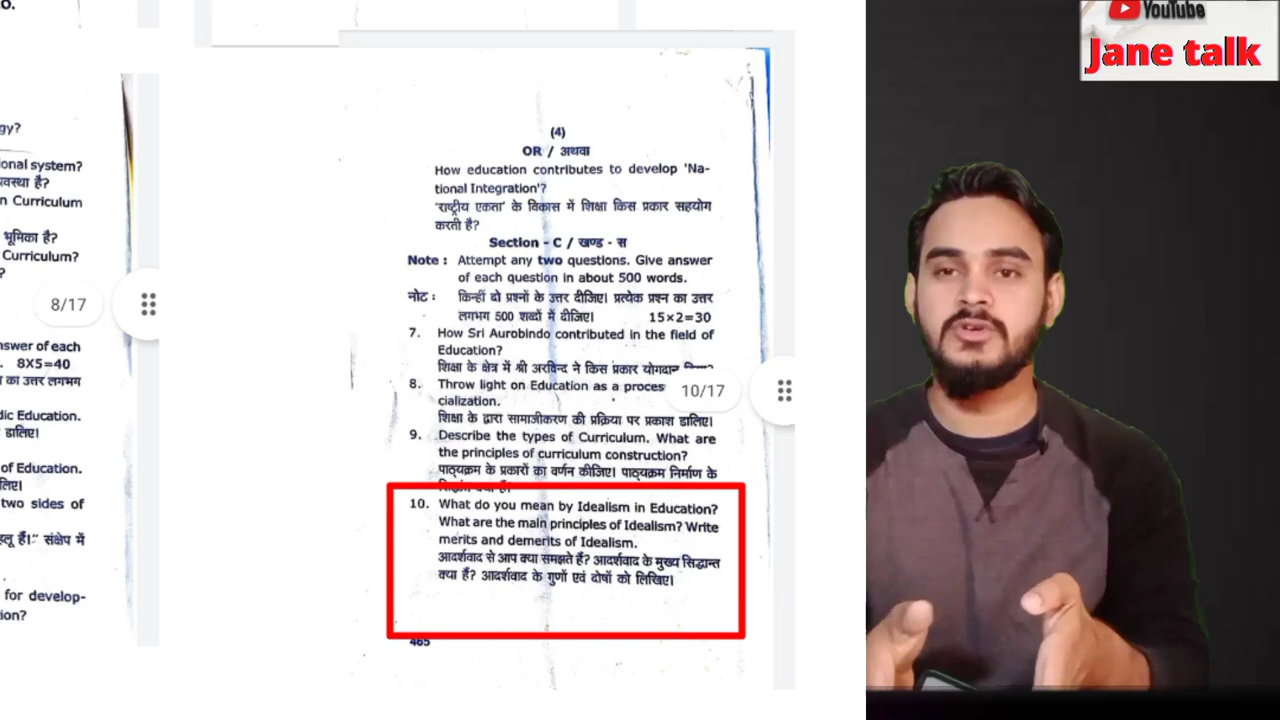 YouTube
Jane talk
gy?
ional system?
यवस्था है?
n Curriculum
भूमिका है?
Curriculum?
?
8/17
nswer of each
. 8X5=40
का उत्तर लगभग
dic Education.
डालिए।
of Education.
लिए।
two sides of
लू हैं।" संक्षेप में
for develop-
ion?
(4)
OR / अथवा
How education contributes to develop 'Na-
tional Integration'?
'राष्ट्रीय एकता' के विकास में शिक्षा किस प्रकार सहयोग
करती है?
Section - C / खण्ड - स
Note : Attempt any two questions. Give answer
of each question in about 500 words.
नोट : किन्हीं दो प्रश्नों के उत्तर दीजिए। प्रत्येक प्रश्न का उत्तर
लगभग 500 शब्दों में दीजिए। 15×2=30
7. How Sri Aurobindo contributed in the field of
Education?
शिक्षा के क्षेत्र में श्री अरविन्द ने किस प्रकार योगदान
8. Throw light on Education as a proces
cialization.
10/17
शिक्षा के द्वारा सामाजीकरण की प्रक्रिया पर प्रकाश डालिए।
9. Describe the types of Curriculum. What are
the principles of curriculum construction?
पाठ्यक्रम के प्रकारों का वर्णन कीजिए। पाठ्यक्रम निर्माण के
10. What do you mean by Idealism in Education?
What are the main principles of Idealism? Write
merits and demerits of Idealism.
आदर्शवाद से आप क्या समझते हैं? आदर्शवाद के मुख्य सिद्धान्त
क्या हैं? आदर्शवाद के गुणों एवं दोषों को लिखिए।
465